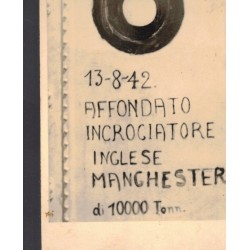 13-8-42.
AFFONDATO
INCROCIATORE
INGLESE
MANCHESTER
di 10000 Tonn.